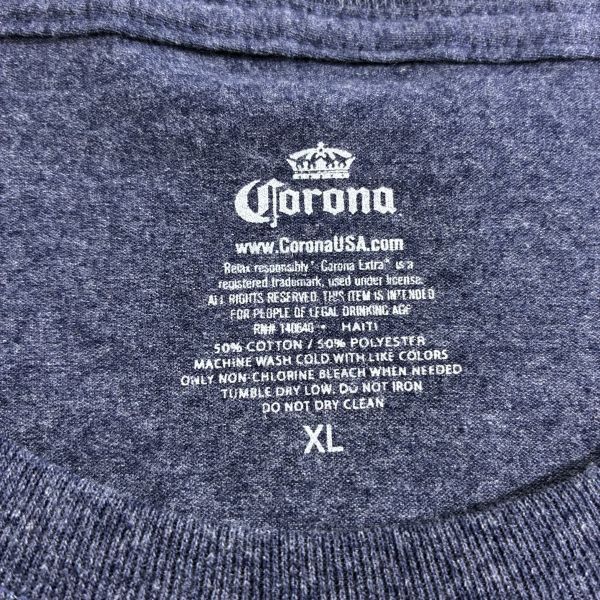 Corona
www.CoronaUSA.com
Relax responsibly® Corona Extra® is a
registered trademark, used under license.
ALL RIGHTS RESERVED. THIS ITEM IS INTENDED
FOR PEOPLE OF LEGAL DRINKING AGE
RN# 140640 • HAITI
50% COTTON / 50% POLYESTER
MACHINE WASH COLD WITH LIKE COLORS
ONLY NON-CHLORINE BLEACH WHEN NEEDED
TUMBLE DRY LOW. DO NOT IRON
DO NOT DRY CLEAN
XL